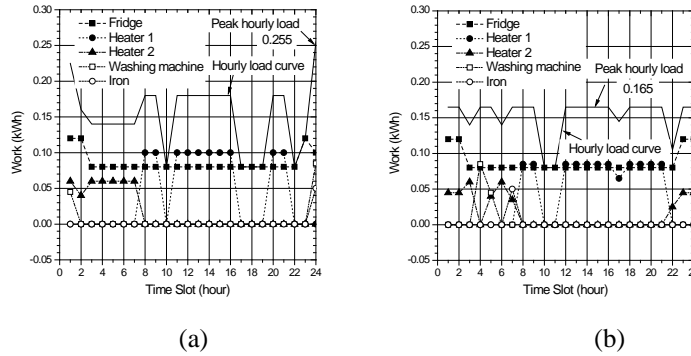 (a)
Fridge
Heater 1
Heater 2
Washing machine
Iron
Peak hourly load
0.255
Hourly load curve
0.30
0.25
0.20
0.15
0.10
0.05
0.00
-0.05
Work (kWh)
0 2 4 6 8 10 12 14 16 18 20 22 24
Time Slot (hour)
(a)
(b)
Fridge
Heater 1
Heater 2
Washing machine
Iron
Peak hourly load
0.165
Hourly load curve
0.30
0.25
0.20
0.15
0.10
0.05
0.00
-0.05
Work (kWh)
0 2 4 6 8 10 12 14 16 18 20 22 24
Time Slot (hour)
(b)